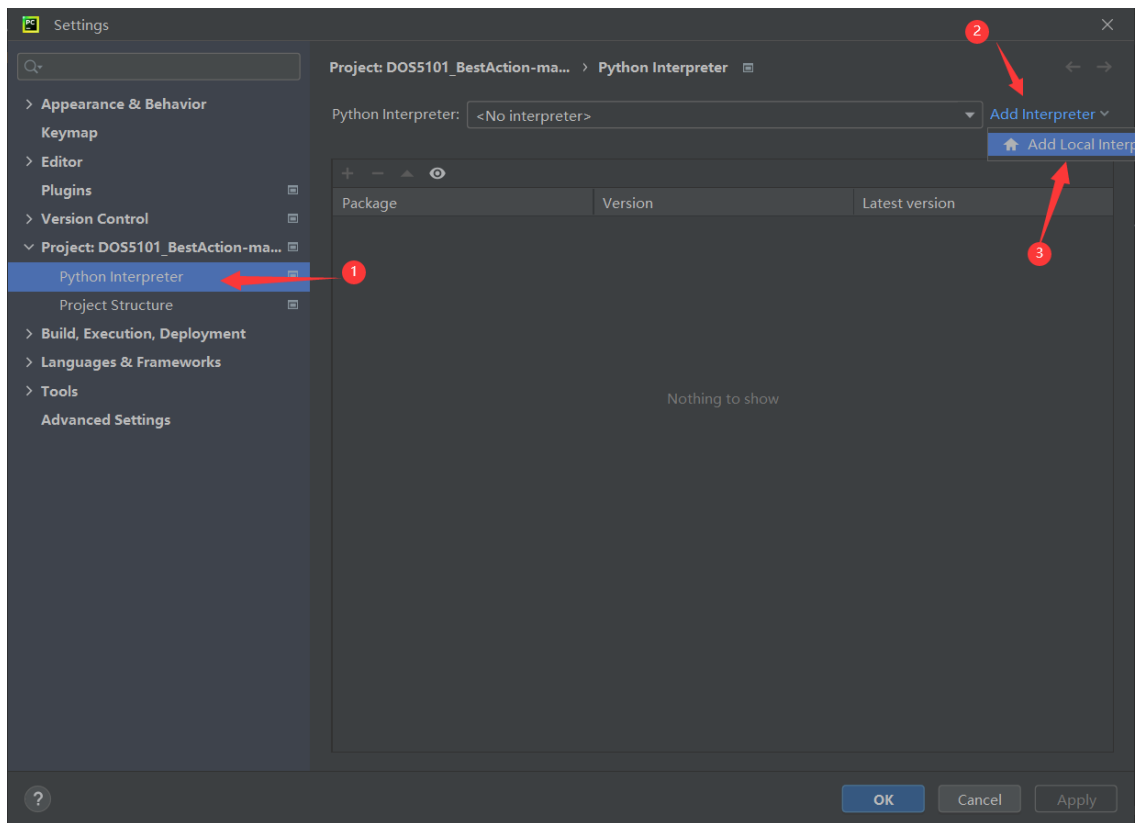 PC Settings
2
Project: DOS5101_BestAction-ma... > Python Interpreter
Appearance & Behavior
Python Interpreter: <No interpreter> Add Interpreter
Keymap
Add Local Interp
Editor
Plugins
Package Version Latest version
Version Control
Project: DOS5101_BestAction-ma...
3
Python Interpreter
1
Project Structure
Build, Execution, Deployment
Languages & Frameworks
Tools
Nothing to show
Advanced Settings
? OK Cancel Apply